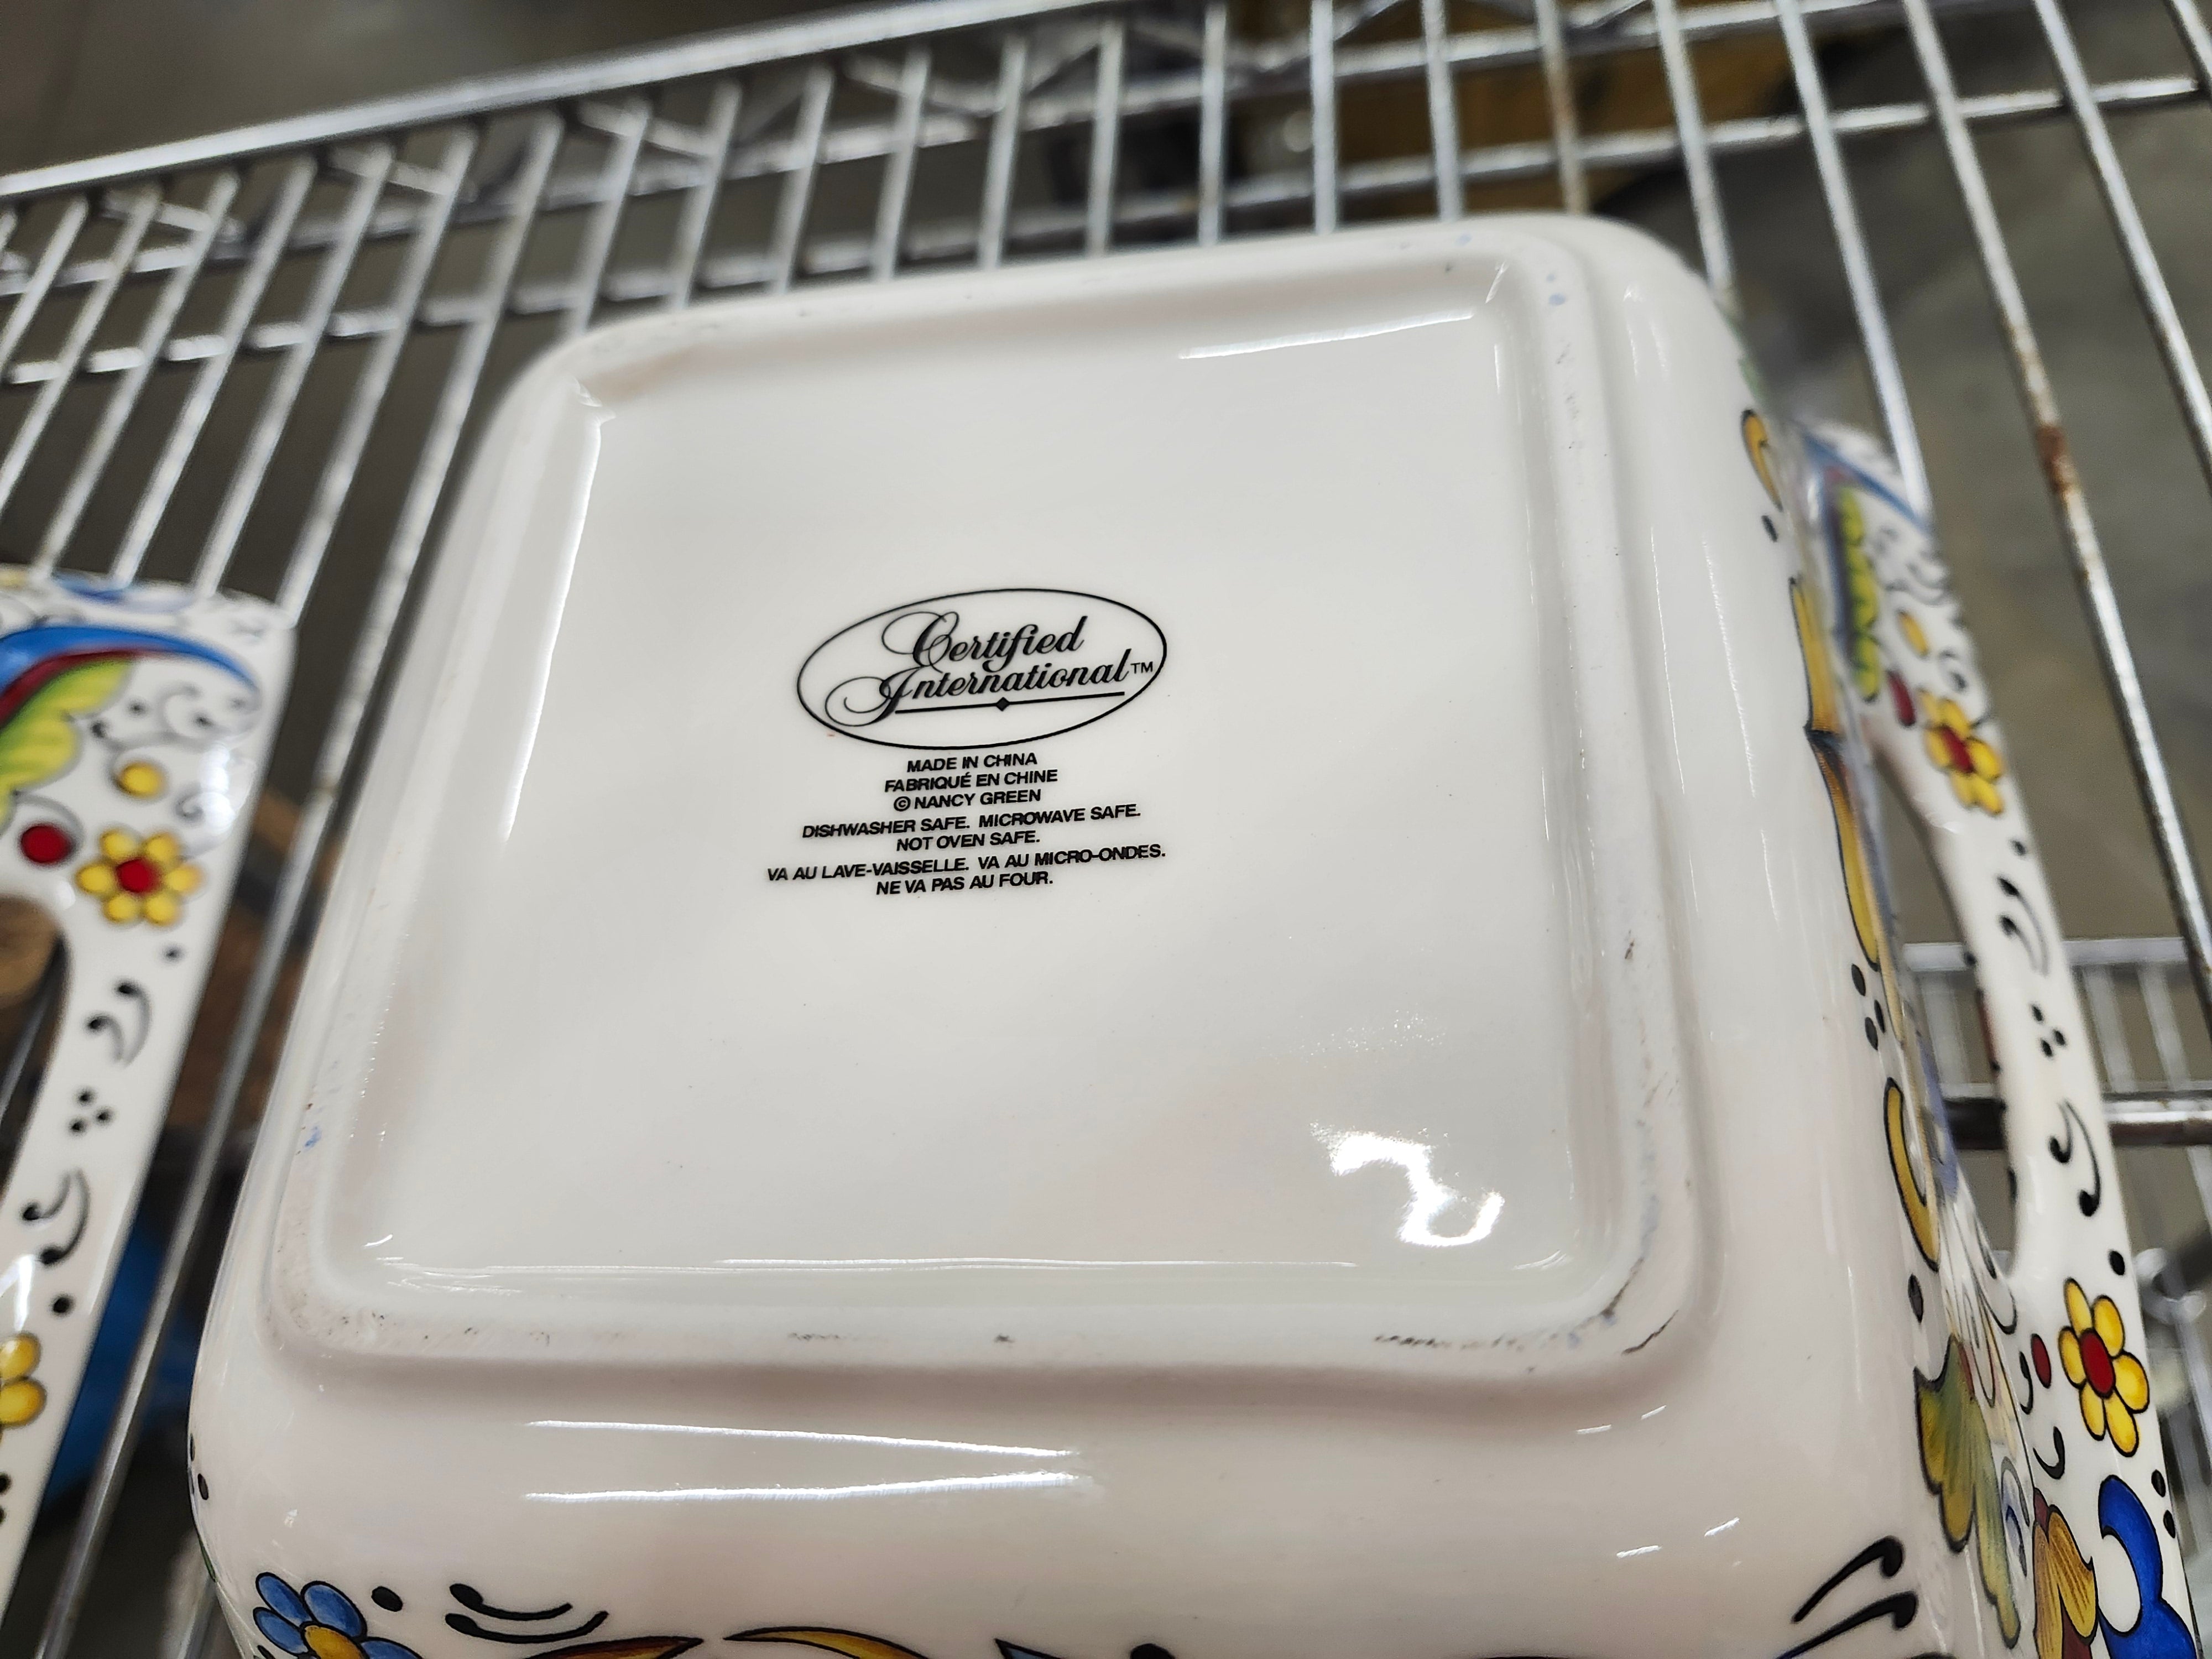 Certified
International™
MADE IN CHINA
FABRIQUÉ EN CHINE
© NANCY GREEN
DISHWASHER SAFE. MICROWAVE SAFE.
NOT OVEN SAFE.
VA AU LAVE-VAISSELLE. VA AU MICRO-ONDES.
NE VA PAS AU FOUR.